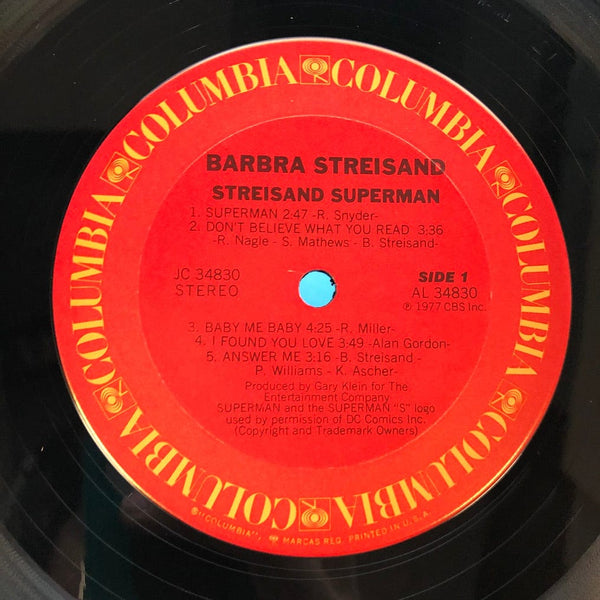 COLUMBIA COLUMBIA COLUMBIA COLUMBIA COLUMBIA COLUMBIA
BARBRA STREISAND
STREISAND SUPERMAN
1. SUPERMAN 2:47 -R. Snyder-
2. DON'T BELIEVE WHAT YOU READ 3:36
-R. Nagle - S. Mathews - B. Streisand-
JC 34830
STEREO
SIDE 1
AL 34830
℗ 1977 CBS Inc.
3. BABY ME BABY 4:25 -R. Miller-
4. I FOUND YOU LOVE 3:49 -Alan Gordon-
5. ANSWER ME 3:16 - B. Streisand -
P. Williams - K. Ascher-
Produced by Gary Klein for The
Entertainment Company
SUPERMAN and the SUPERMAN "S" logo
used by permission of DC Comics Inc.
(Copyright and Trademark Owners)
"COLUMBIA", MARCAS REG. PRINTED IN U.S.A.